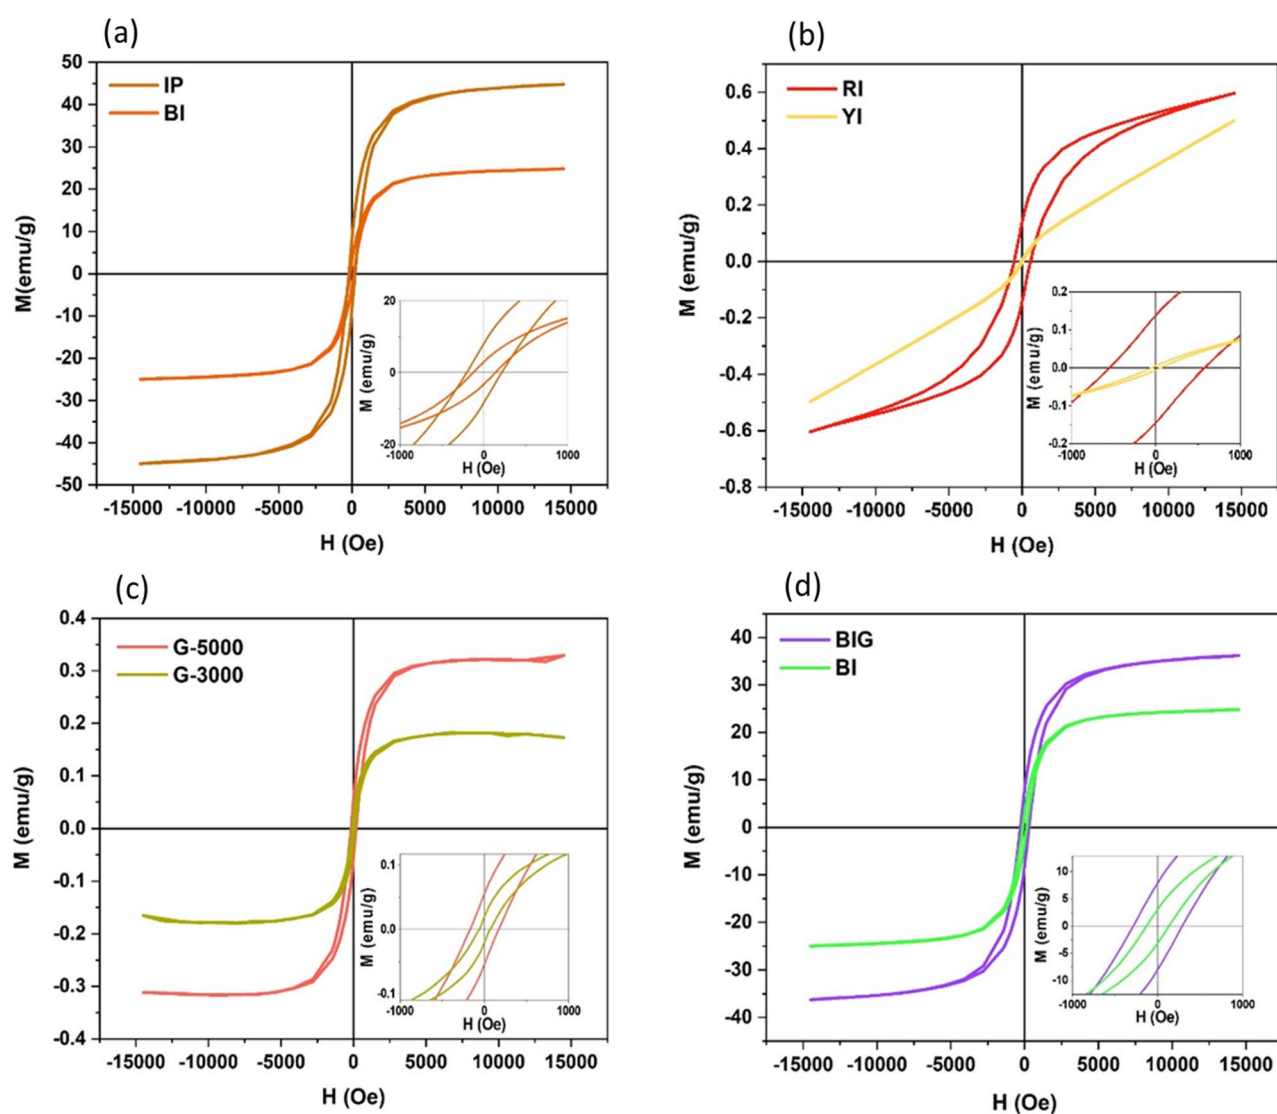 (a)
50
40
30
20
10
0
-10
-20
-30
-40
-50
M(emu/g)
IP
BI
20
0
-20
M (emu/g)
-1000 0 1000
H (Oe)
-15000 -10000 -5000 0 5000 10000 15000
H (Oe)
(b)
0.6
0.4
0.2
0.0
-0.2
-0.4
-0.6
-0.8
M (emu/g)
RI
YI
0.2
0.1
0.0
-0.1
-0.2
M (emu/g)
-1000 0 1000
H (Oe)
-15000 -10000 -5000 0 5000 10000 15000
H (Oe)
(c)
0.4
0.3
0.2
0.1
0.0
-0.1
-0.2
-0.3
-0.4
M (emu/g)
G-5000
G-3000
0.1
0.0
-0.1
M (emu/g)
-1000 0 1000
H (Oe)
-15000 -10000 -5000 0 5000 10000 15000
H (Oe)
(d)
40
30
20
10
0
-10
-20
-30
-40
M (emu/g)
BIG
BI
10
5
0
-5
-10
M (emu/g)
-1000 0 1000
H (Oe)
-15000 -10000 -5000 0 5000 10000 15000
H (Oe)